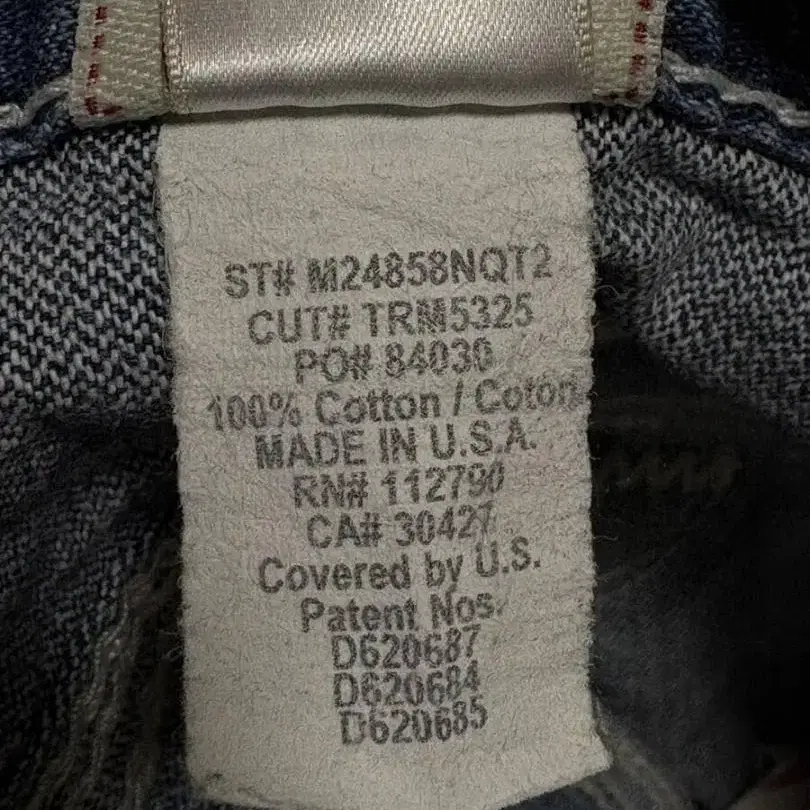 ST# M24858NQT2
CUT# TRM5325
PO# 84030
100% Cotton / Coton
MADE IN U.S.A.
RN# 112790
CA# 30427
Covered by U.S.
Patent Nos.
D620687
D620684
D620685